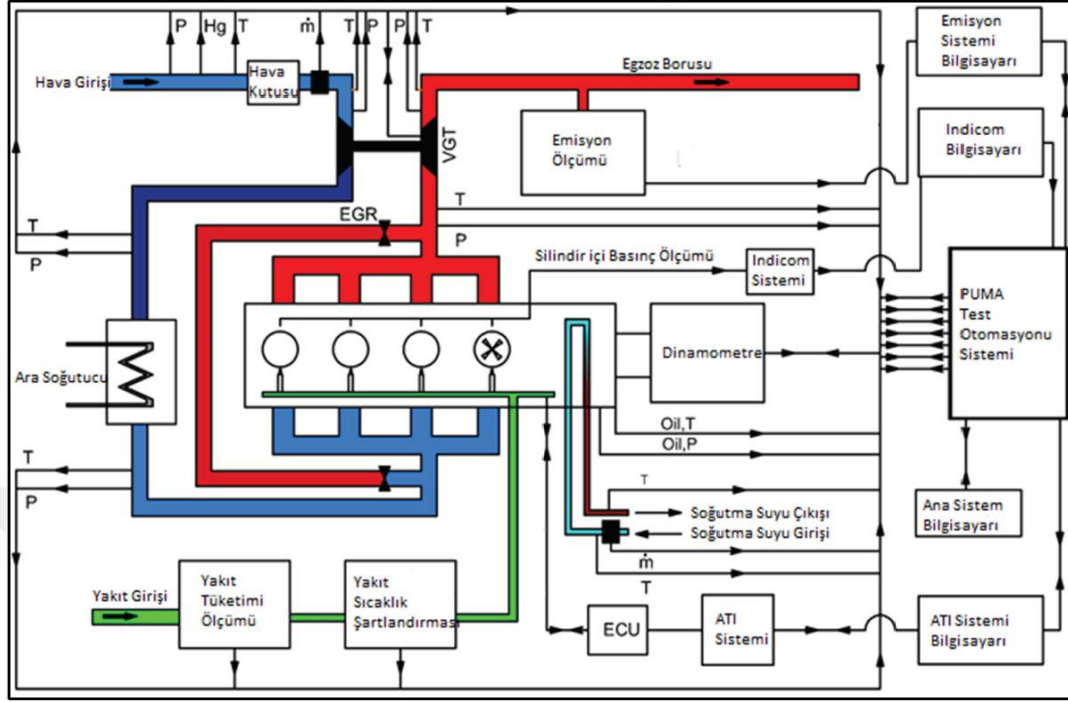 P Hg T ṁ T P P T
Hava Girişi
Hava
Kutusu
Egzoz Borusu
Emisyon
Sistemi
Bilgisayarı
VGT
Emisyon
Ölçümü
Indicom
Bilgisayarı
EGR
T
P
T
P
Silindir içi Basınç Ölçümü
Indicom
Sistemi
PUMA
Test
Otomasyonu
Sistemi
Dinamometre
Ara Soğutucu
Oil,T
Oil,P
T
P
T
Soğutma Suyu Çıkışı
Soğutma Suyu Girişi
ṁ
T
Ana Sistem
Bilgisayarı
Yakıt Girişi
Yakıt
Tüketimi
Ölçümü
Yakıt
Sıcaklık
Şartlandırması
ECU
ATI
Sistemi
ATI Sistemi
Bilgisayarı